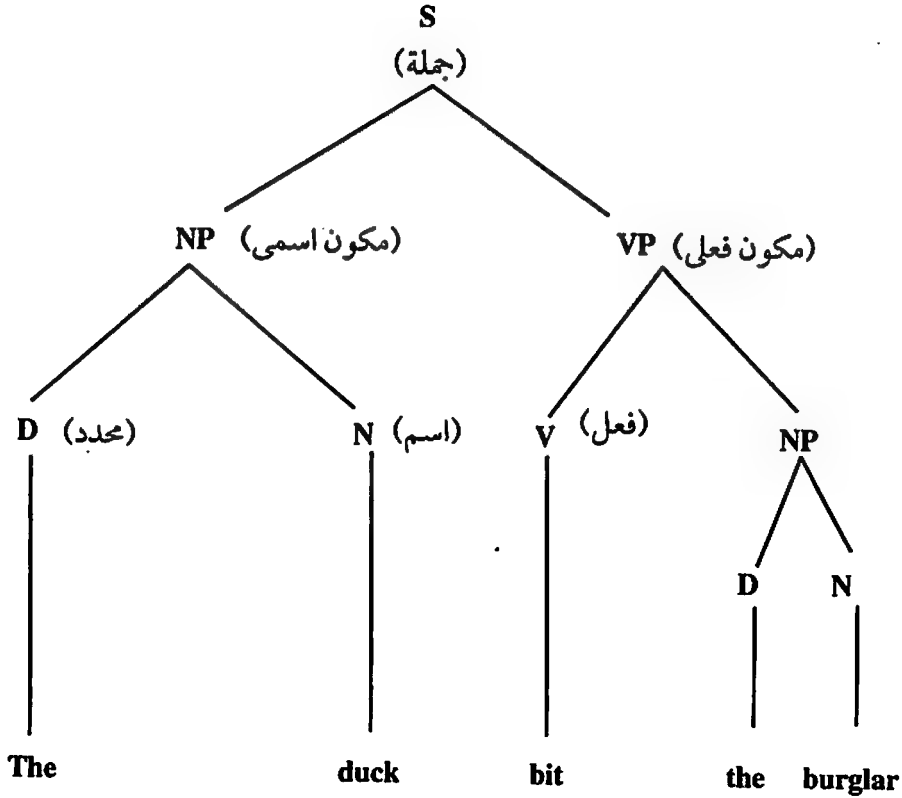 S
(جملة)
NP (مكون اسمى) VP (مكون فعلى)
D (محدد) N (اسم) V (فعل) NP
D N
The duck bit the burglar